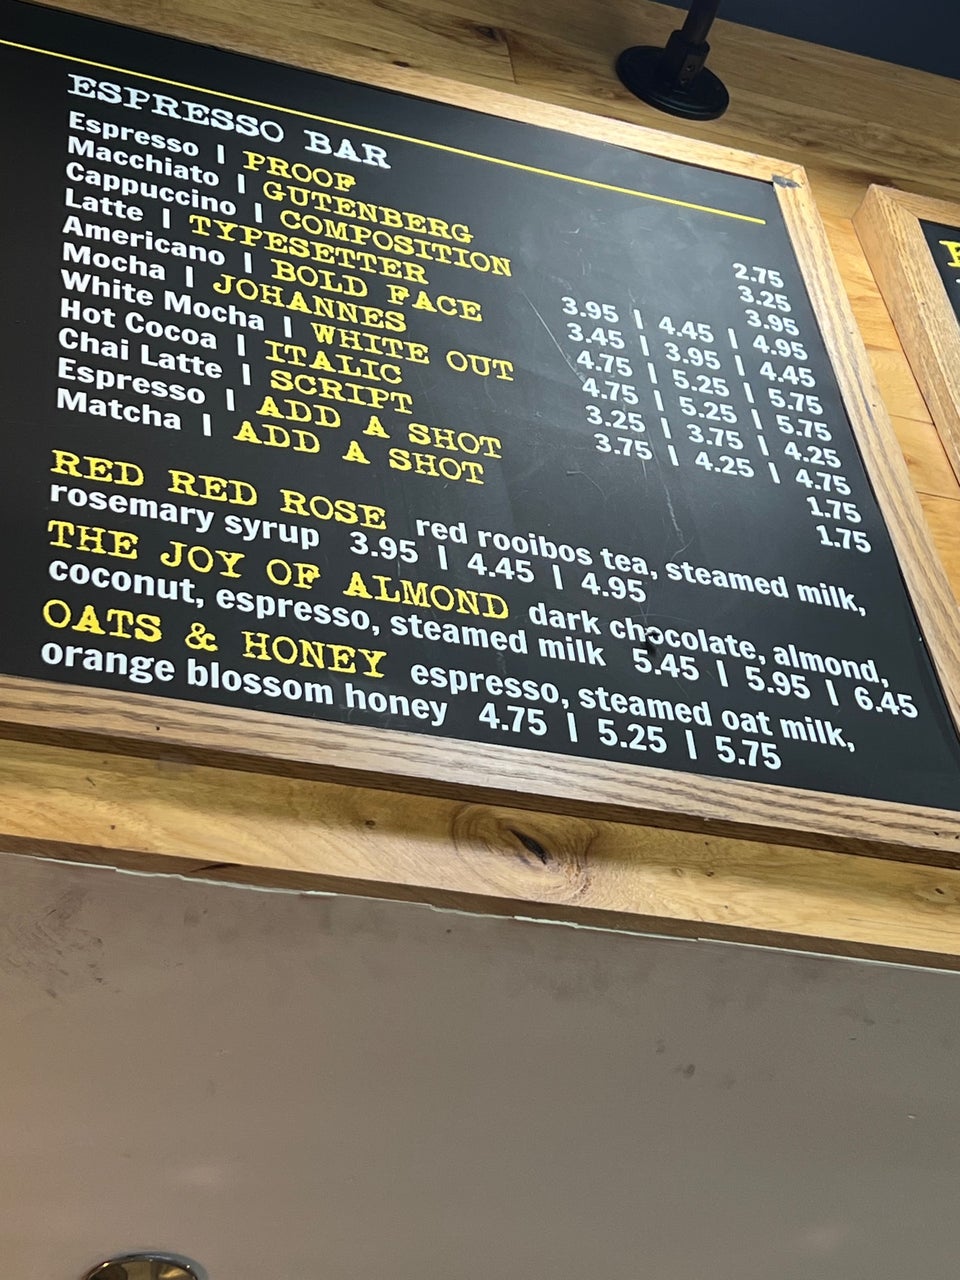 ESPRESSO BAR
Espresso | PROOF 2.75
Macchiato | GUTENBERG 3.25
Cappuccino | COMPOSITION 3.95
Latte | TYPESETTER 3.95 | 4.45 | 4.95
Americano | BOLD FACE 3.45 | 3.95 | 4.45
Mocha | JOHANNES 4.75 | 5.25 | 5.75
White Mocha | WHITE OUT 4.75 | 5.25 | 5.75
Hot Cocoa | ITALIC 3.25 | 3.75 | 4.25
Chai Latte | SCRIPT 3.75 | 4.25 | 4.75
Espresso | ADD A SHOT 1.75
Matcha | ADD A SHOT 1.75
RED RED ROSE red rooibos tea, steamed milk,
rosemary syrup 3.95 | 4.45 | 4.95
THE JOY OF ALMOND dark chocolate, almond,
coconut, espresso, steamed milk 5.45 | 5.95 | 6.45
OATS & HONEY espresso, steamed oat milk,
orange blossom honey 4.75 | 5.25 | 5.75